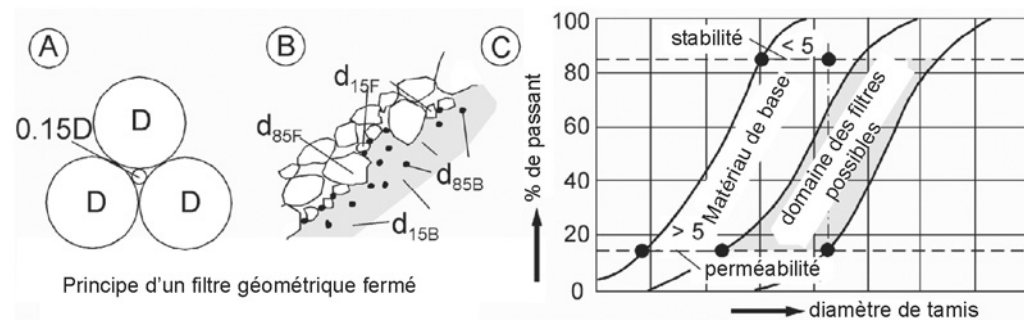 A
0.15D
D
D
D
B
d15F
d85F
d85B
d15B
Principe d'un filtre géométrique fermé
C
% de passant
100
80
60
40
20
0
stabilité
< 5
Matériau de base
domaine des filtres
possibles
> 5
perméabilité
diamètre de tamis